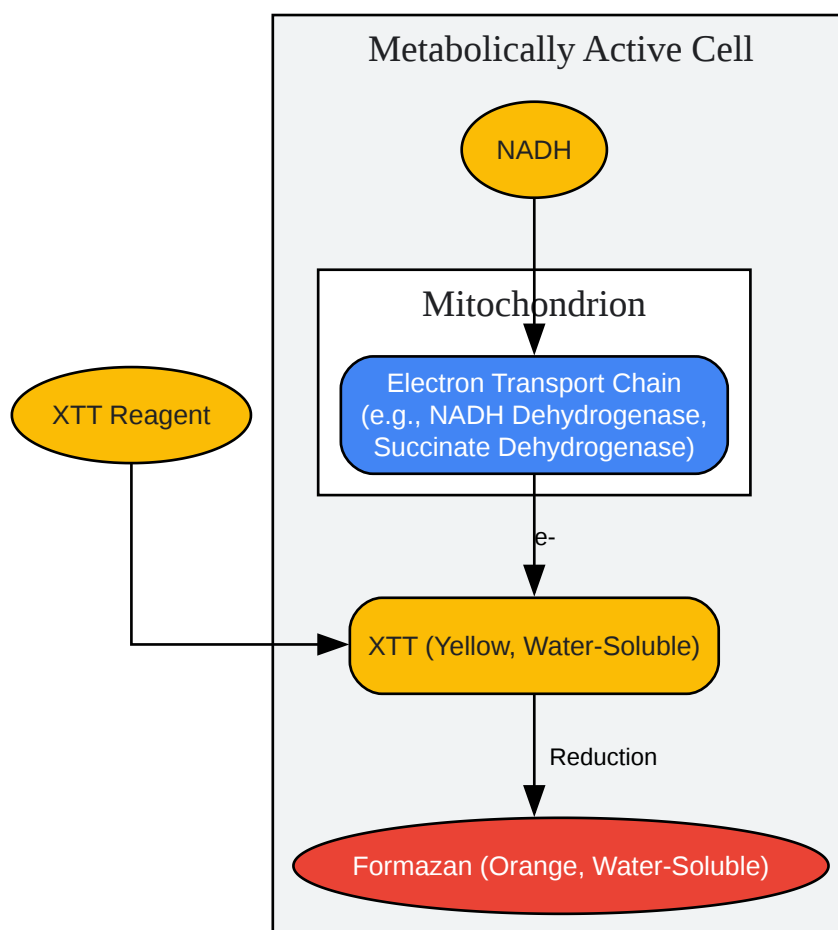 Metabolically Active Cell
NADH
Mitochondrion
Electron Transport Chain
(e.g., NADH Dehydrogenase,
Succinate Dehydrogenase)
XTT Reagent
e-
XTT (Yellow, Water-Soluble)
Reduction
Formazan (Orange, Water-Soluble)